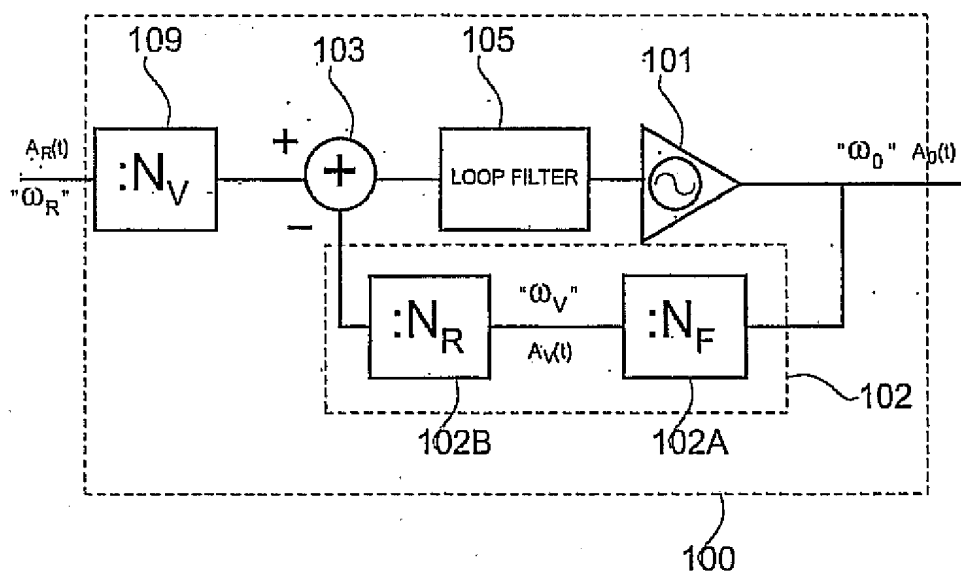 109
103
105
101
A_R(t)
"ω_R"
:N_V
+
+
−
LOOP FILTER
"ω_0" A_0(t)
:N_R
"ω_V"
A_V(t)
:N_F
102B
102A
102
100